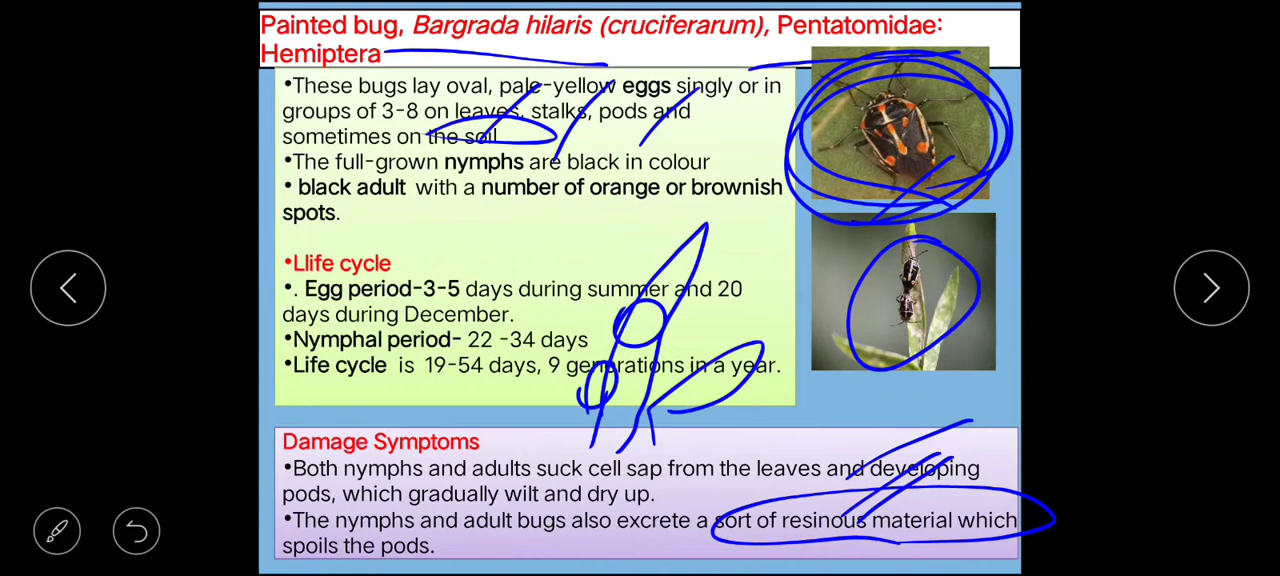 Painted bug, Bargrada hilaris (cruciferarum), Pentatomidae:
Hemiptera
•These bugs lay oval, pale-yellow eggs singly or in
groups of 3-8 on leaves, stalks, pods and
sometimes on the soil
•The full-grown nymphs are black in colour
• black adult with a number of orange or brownish
spots.
•Llife cycle
•. Egg period-3-5 days during summer and 20
days during December.
•Nymphal period- 22 -34 days
•Life cycle is 19-54 days, 9 generations in a year.
Damage Symptoms
•Both nymphs and adults suck cell sap from the leaves and developing
pods, which gradually wilt and dry up.
•The nymphs and adult bugs also excrete a sort of resinous material which
spoils the pods.